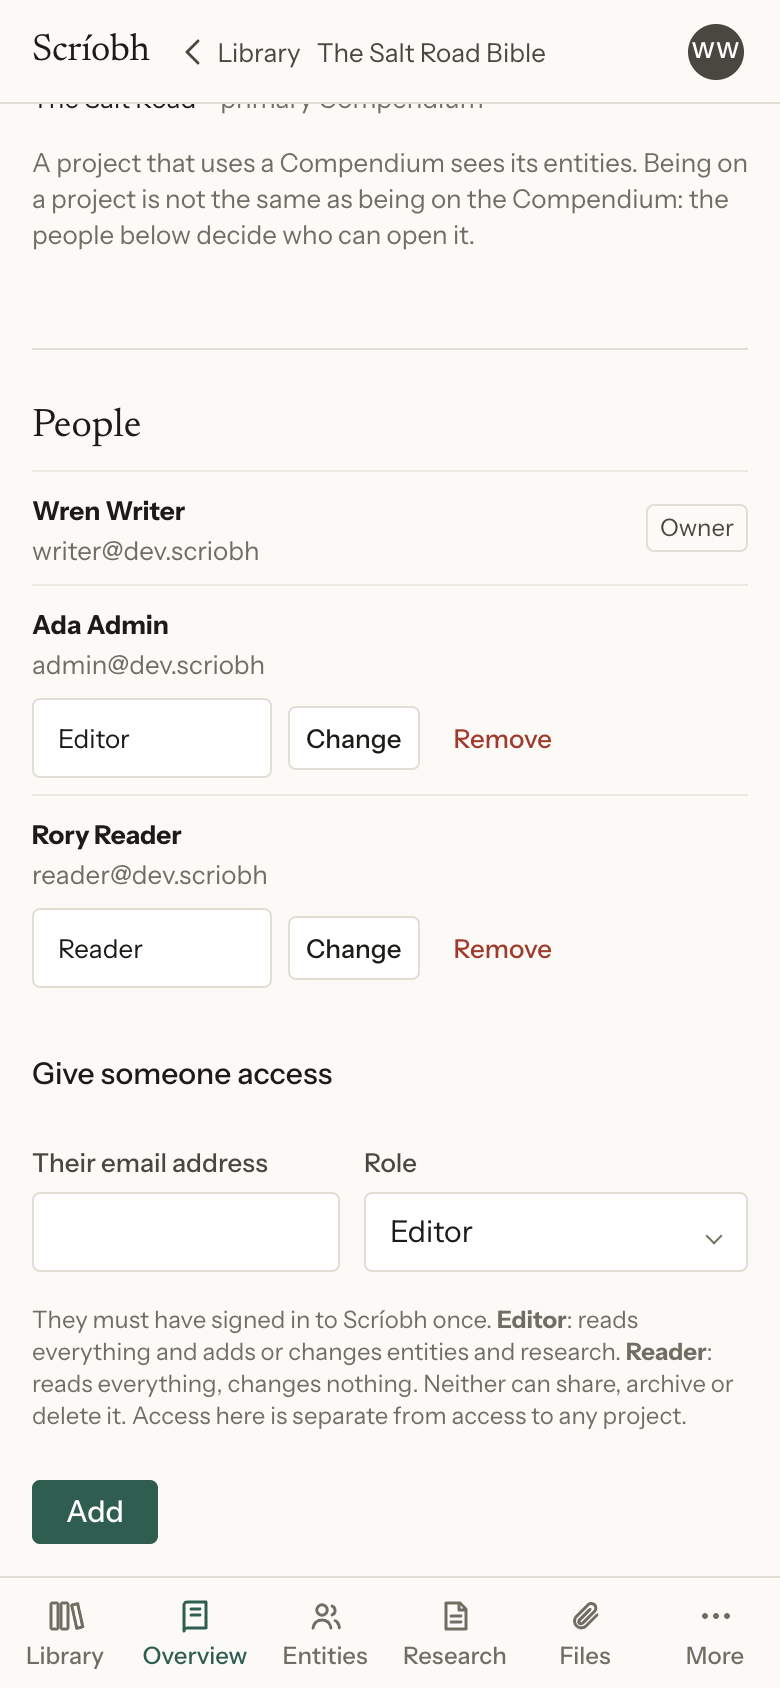 Scríobh
Library The Salt Road Bible
WW
The Salt Road primary Compendium
A project that uses a Compendium sees its entities. Being on
a project is not the same as being on the Compendium: the
people below decide who can open it.
People
Wren Writer
writer@dev.scriobh
Owner
Ada Admin
admin@dev.scriobh
Editor Change Remove
Rory Reader
reader@dev.scriobh
Reader Change Remove
Give someone access
Their email address Role
Editor
They must have signed in to Scríobh once. Editor: reads
everything and adds or changes entities and research. Reader:
reads everything, changes nothing. Neither can share, archive or
delete it. Access here is separate from access to any project.
Add
Library Overview Entities Research Files More